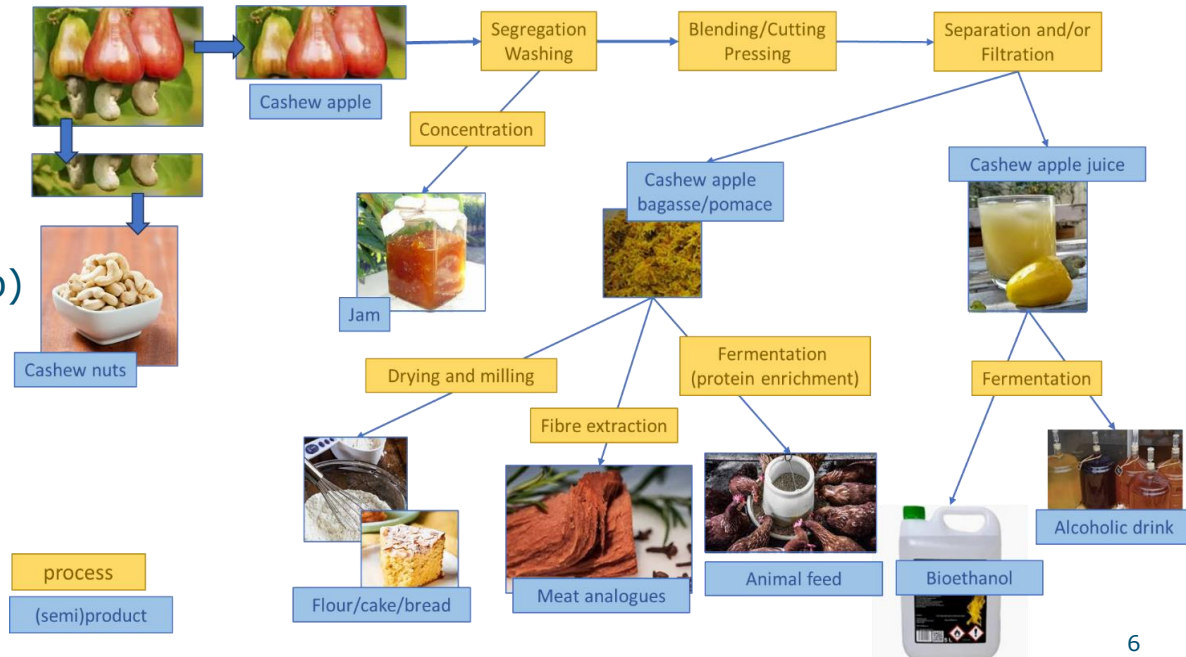 Cashew apple
Segregation
Washing
Blending/Cutting
Pressing
Separation and/or
Filtration
Concentration
Cashew apple
bagasse/pomace
Cashew apple juice
o)
Jam
Cashew nuts
Drying and milling
Fermentation
(protein enrichment)
Fermentation
Fibre extraction
Alcoholic drink
Flour/cake/bread
Meat analogues
Animal feed
Bioethanol
process
(semi)product
6